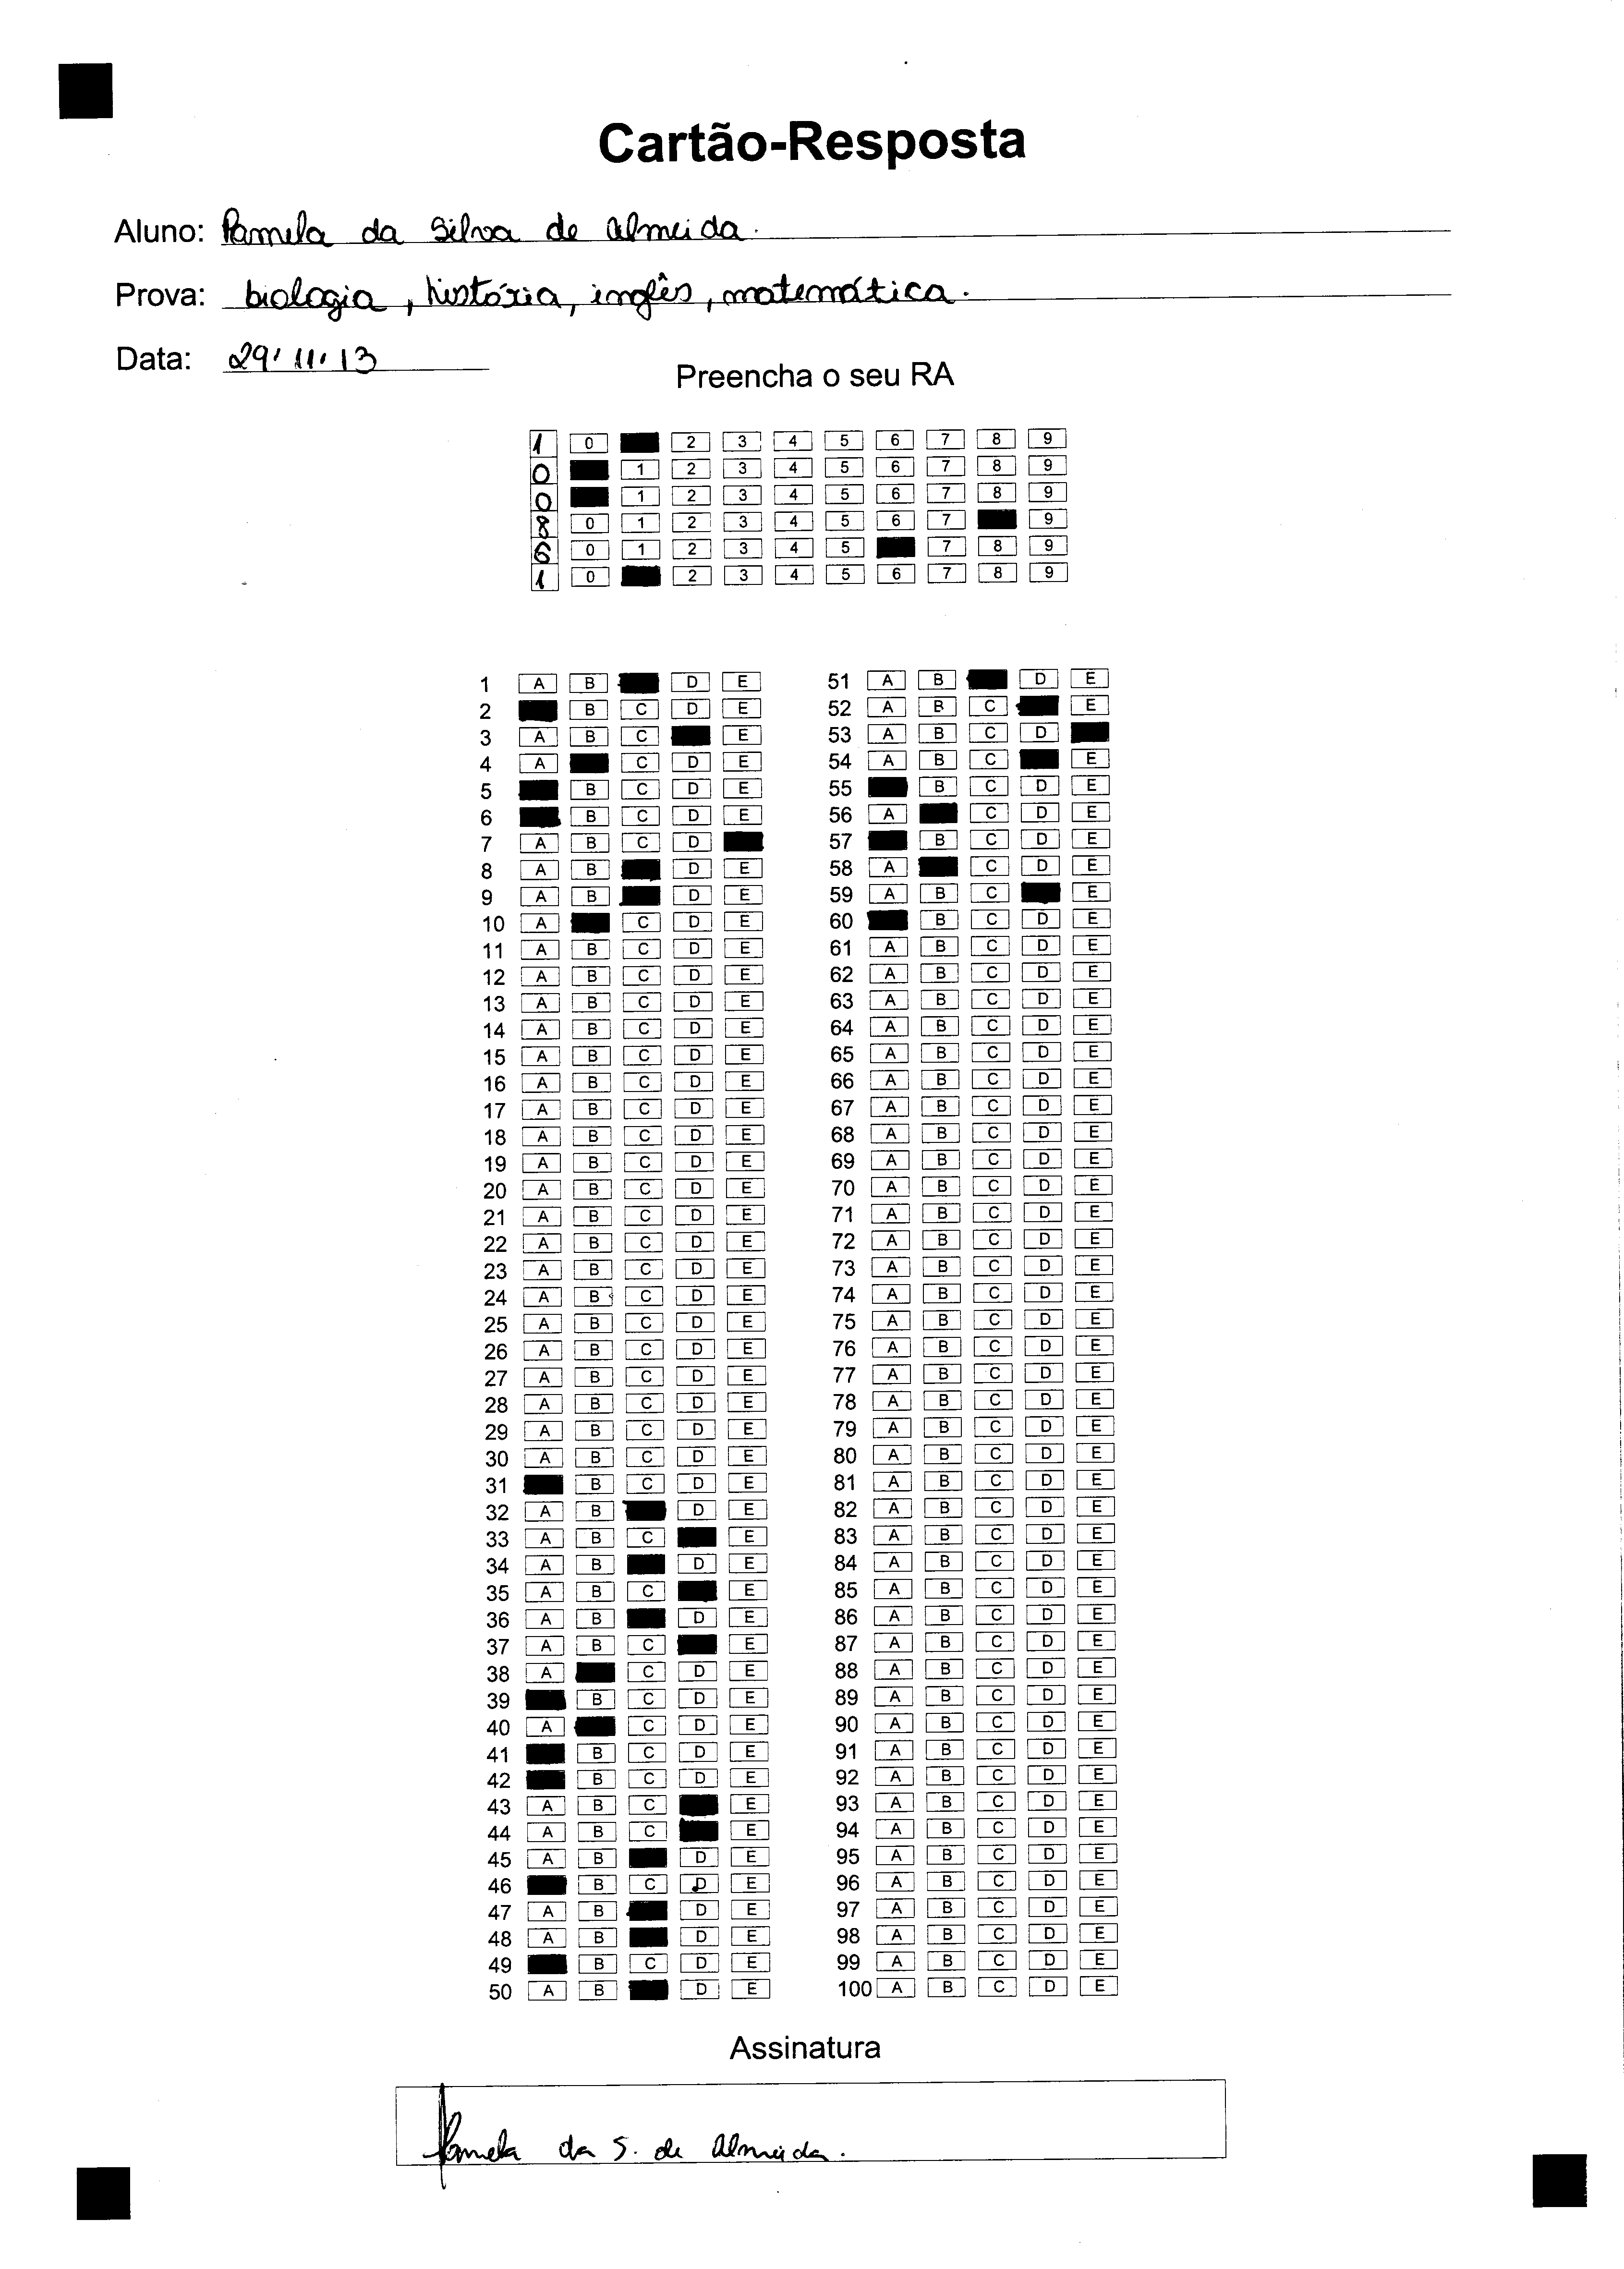 Cartão-Resposta
Aluno: Pamela da Silva de Almeida.
Prova: biologia, história, inglês, matemática.
Data: 29/11/13
Preencha o seu RA
1 0 2 3 4 5 6 7 8 9
0 1 2 3 4 5 6 7 8 9
0 1 2 3 4 5 6 7 8 9
8 0 1 2 3 4 5 6 7 9
6 0 1 2 3 4 5 7 8 9
1 0 2 3 4 5 6 7 8 9
1 A B D E
2 B C D E
3 A B C E
4 A C D E
5 B C D E
6 B C D E
7 A B C D
8 A B D E
9 A B D E
10 A C D E
11 A B C D E
12 A B C D E
13 A B C D E
14 A B C D E
15 A B C D E
16 A B C D E
17 A B C D E
18 A B C D E
19 A B C D E
20 A B C D E
21 A B C D E
22 A B C D E
23 A B C D E
24 A B C D E
25 A B C D E
26 A B C D E
27 A B C D E
28 A B C D E
29 A B C D E
30 A B C D E
31 B C D E
32 A B D E
33 A B C E
34 A B D E
35 A B C E
36 A B D E
37 A B C E
38 A C D E
39 B C D E
40 A C D E
41 B C D E
42 B C D E
43 A B C E
44 A B C E
45 A B D E
46 B C D E
47 A B D E
48 A B D E
49 B C D E
50 A B D E
51 A B D E
52 A B C E
53 A B C D
54 A B C E
55 B C D E
56 A C D E
57 B C D E
58 A C D E
59 A B C E
60 B C D E
61 A B C D E
62 A B C D E
63 A B C D E
64 A B C D E
65 A B C D E
66 A B C D E
67 A B C D E
68 A B C D E
69 A B C D E
70 A B C D E
71 A B C D E
72 A B C D E
73 A B C D E
74 A B C D E
75 A B C D E
76 A B C D E
77 A B C D E
78 A B C D E
79 A B C D E
80 A B C D E
81 A B C D E
82 A B C D E
83 A B C D E
84 A B C D E
85 A B C D E
86 A B C D E
87 A B C D E
88 A B C D E
89 A B C D E
90 A B C D E
91 A B C D E
92 A B C D E
93 A B C D E
94 A B C D E
95 A B C D E
96 A B C D E
97 A B C D E
98 A B C D E
99 A B C D E
100 A B C D E
Assinatura
Pamela da S. de Almeida.